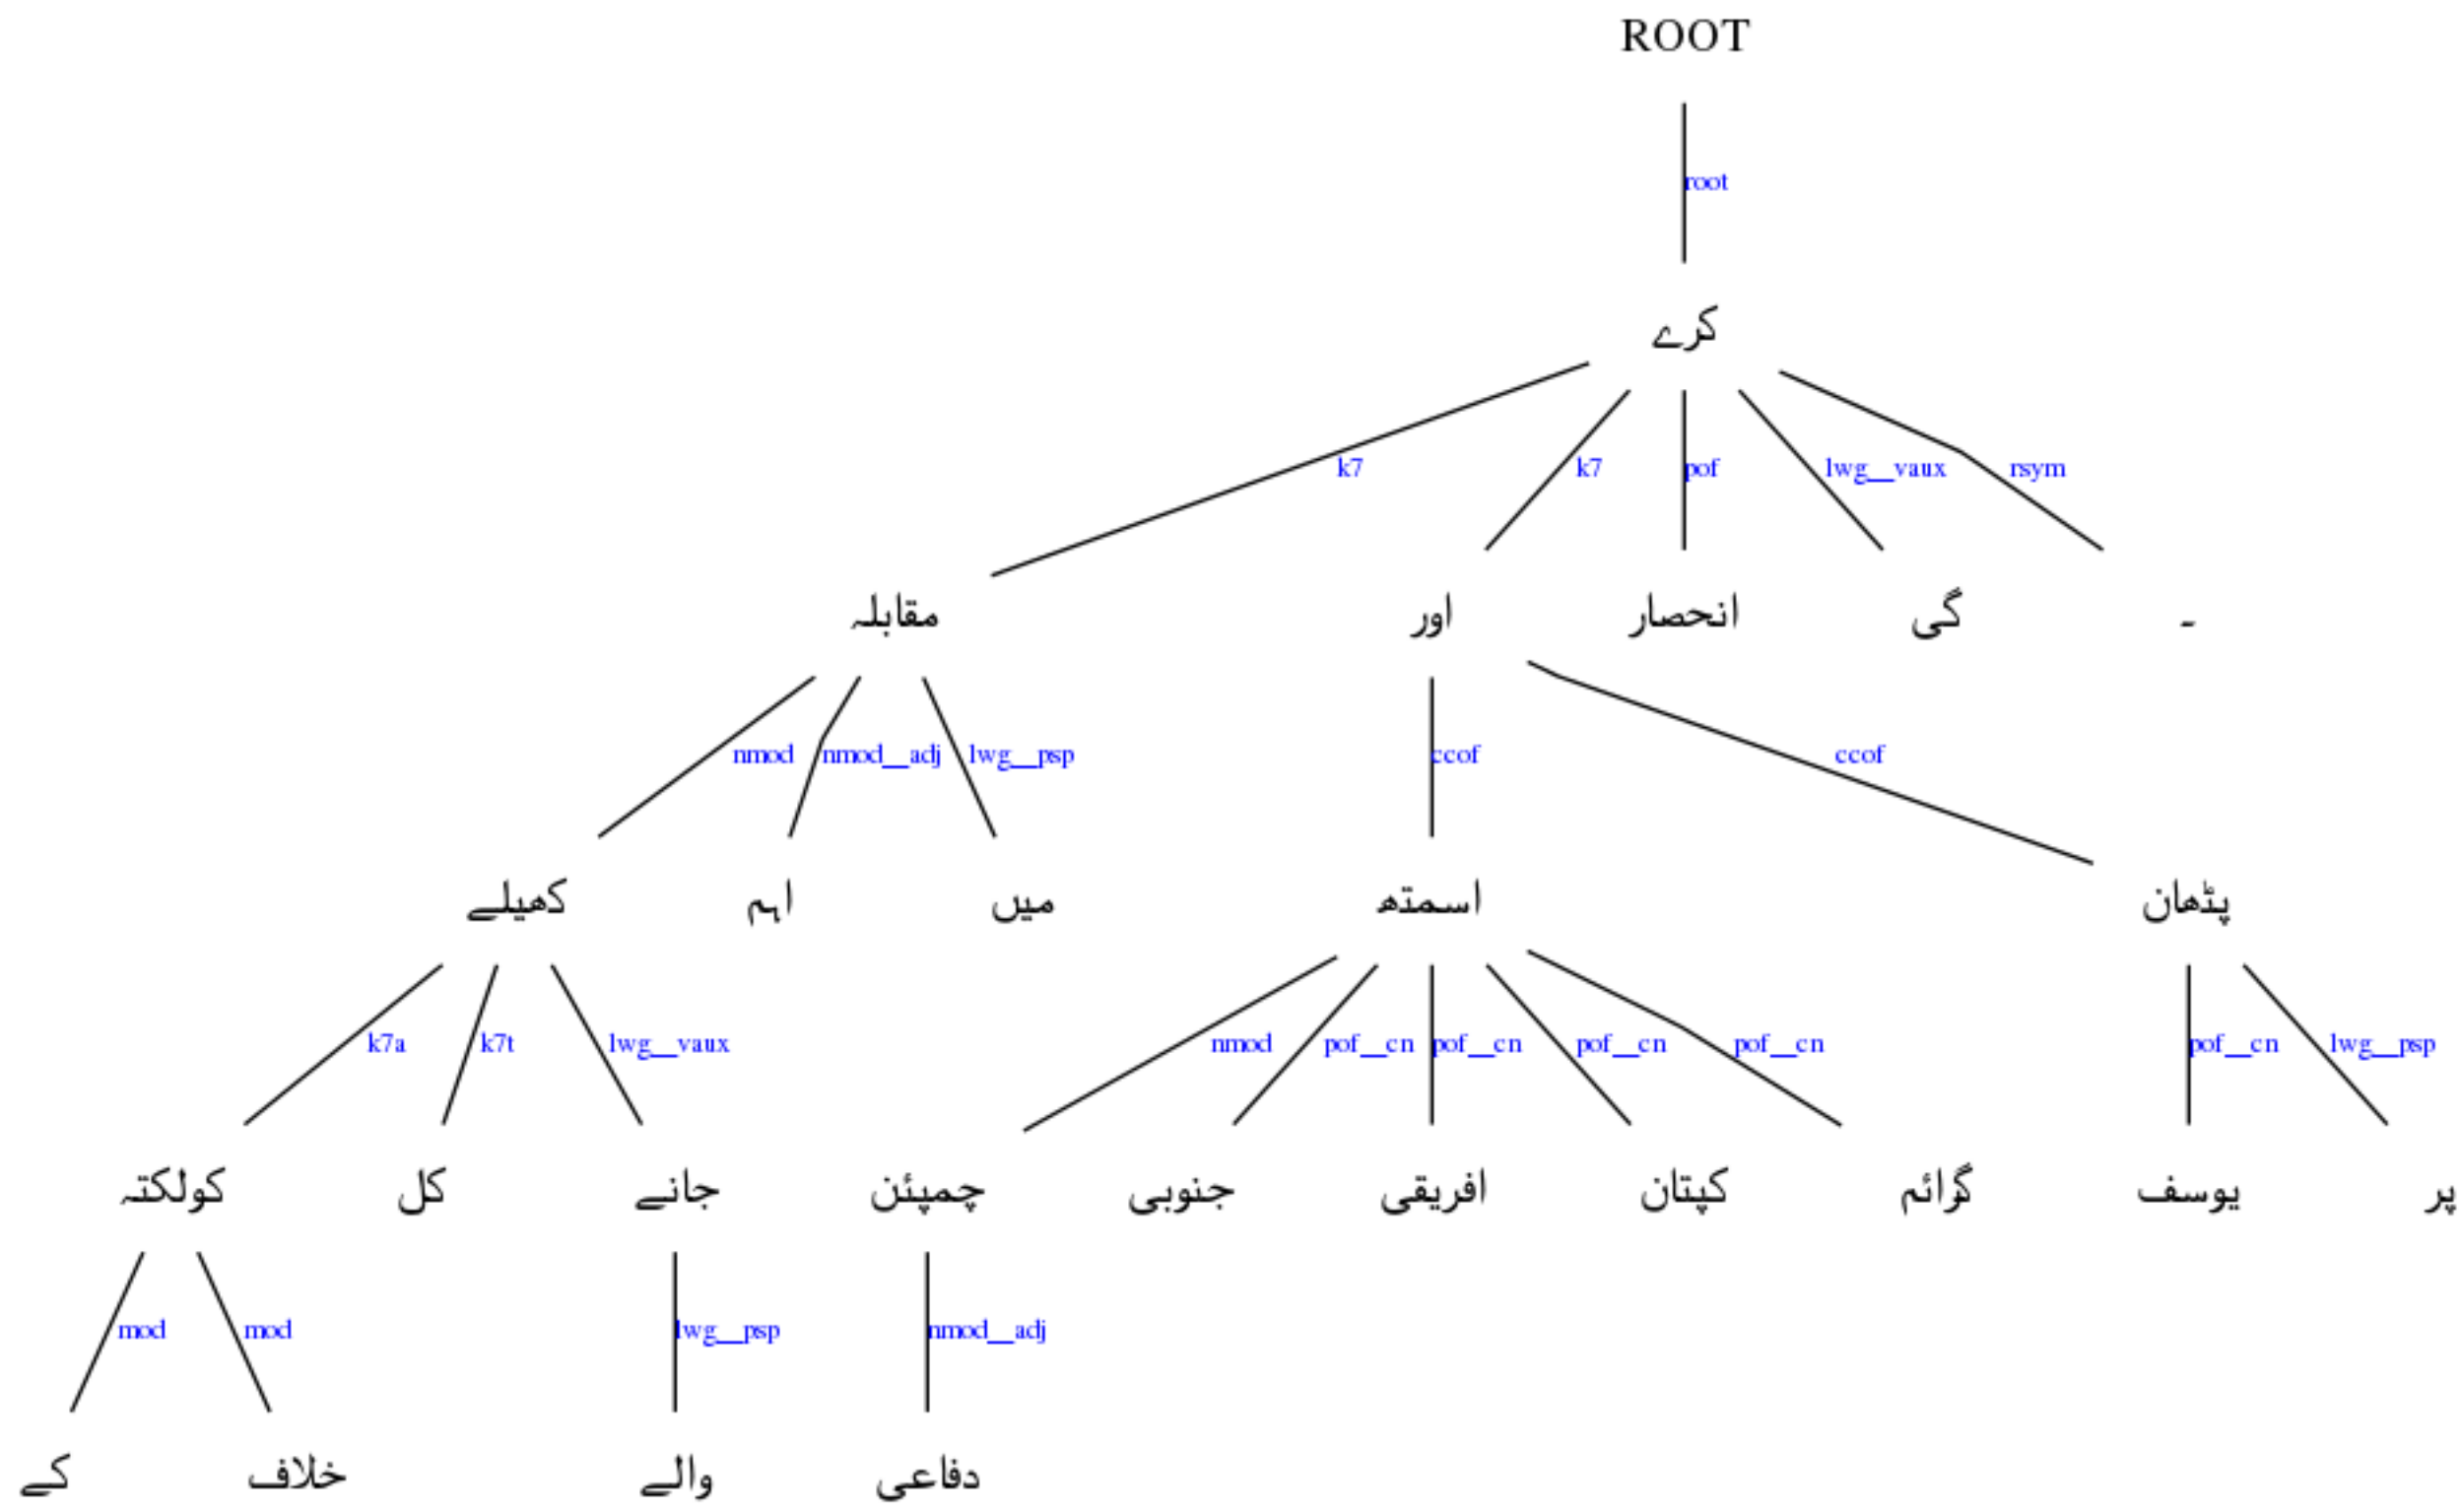 ROOT
root
کرے
k7 k7 pof lwg__vaux rsym
مقابلہ اور انحصار گی ۔
nmod nmod__adj lwg__psp ccof ccof
کھیلے اہم میں اسمتھ پٹھان
k7a k7t lwg__vaux nmod pof__cn pof__cn pof__cn pof__cn pof__cn lwg__psp
کولکتہ کل جانے چمپئن جنوبی افریقی کپتان گرائم یوسف پر
mod mod lwg__psp nmod__adj
کے خلاف والے دفاعی